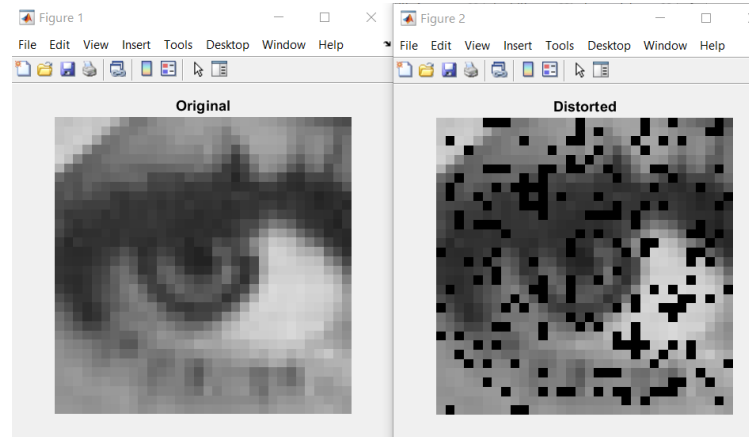 Figure 1
File Edit View Insert Tools Desktop Window Help
Original
Figure 2
File Edit View Insert Tools Desktop Window Help
Distorted